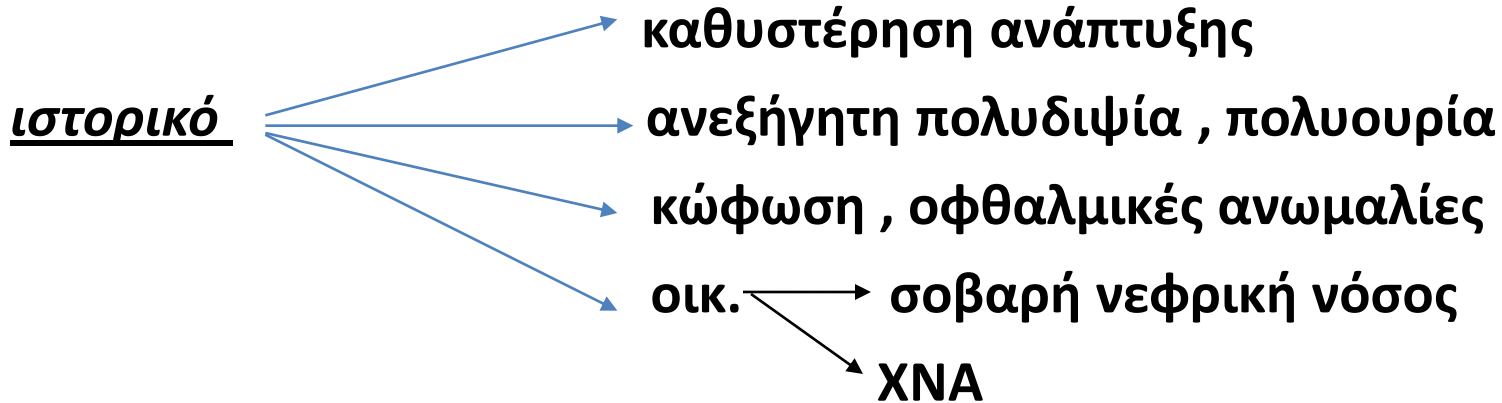 καθυστέρηση ανάπτυξης
ιστορικό ανεξήγητη πολυδιψία , πολυουρία
κώφωση , οφθαλμικές ανωμαλίες
οικ. σοβαρή νεφρική νόσος
ΧΝΑ